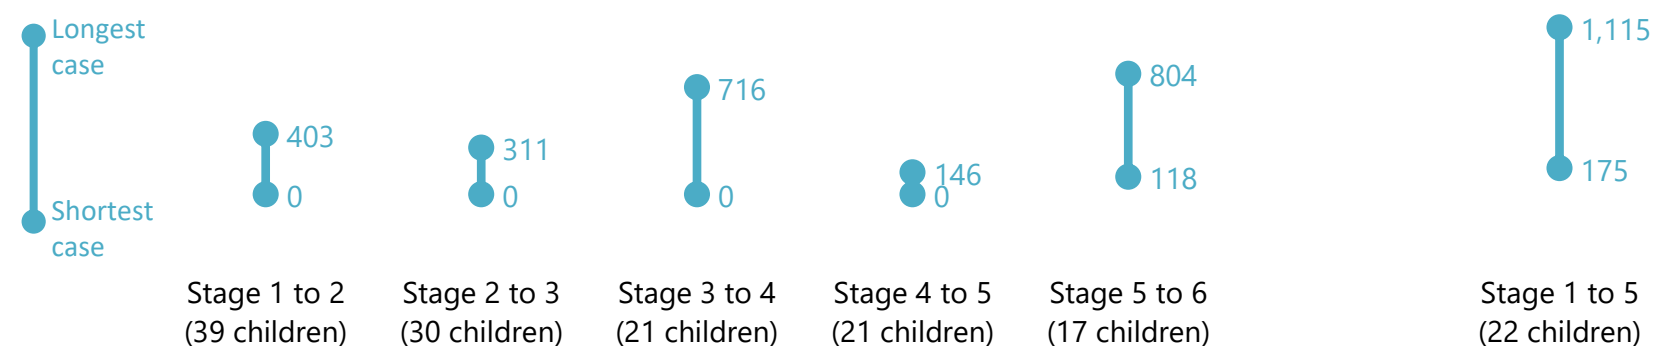 Longest
case
Shortest
case
403
0
311
0
716
0
146
0
804
118
1,115
175
Stage 1 to 2
(39 children)
Stage 2 to 3
(30 children)
Stage 3 to 4
(21 children)
Stage 4 to 5
(21 children)
Stage 5 to 6
(17 children)
Stage 1 to 5
(22 children)